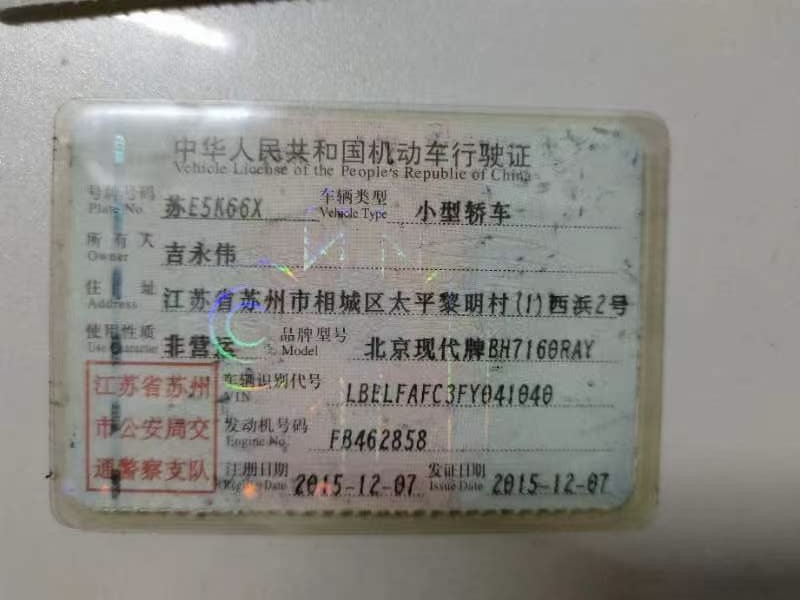 中华人民共和国机动车行驶证
Vehicle License of the People's Republic of China
号牌号码 苏E5K66X 车辆类型 小型轿车
Plate No. Vehicle Type
所有人 吉永伟
Owner
住址 江苏省苏州市相城区太平黎明村(1)西浜2号
Address
使用性质 非营运 品牌型号 北京现代牌BH7160RAY
Use Character Model
江苏省苏州 车辆识别代号 LBELFAFC3FY041040
VIN
市公安局交 发动机号码 FB462858
Engine No.
通警察支队 注册日期 2015-12-07 发证日期 2015-12-07
Register Date Issue Date